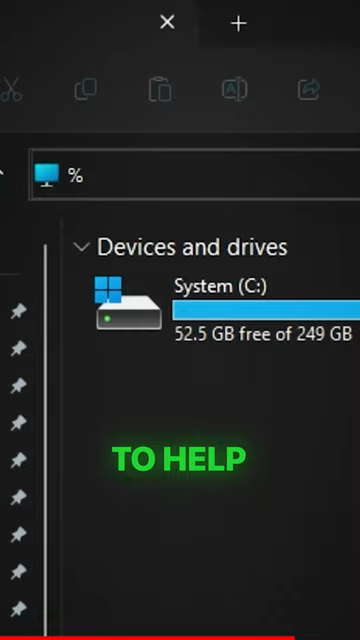 %
Devices and drives
System (C:)
52.5 GB free of 249 GB
TO HELP